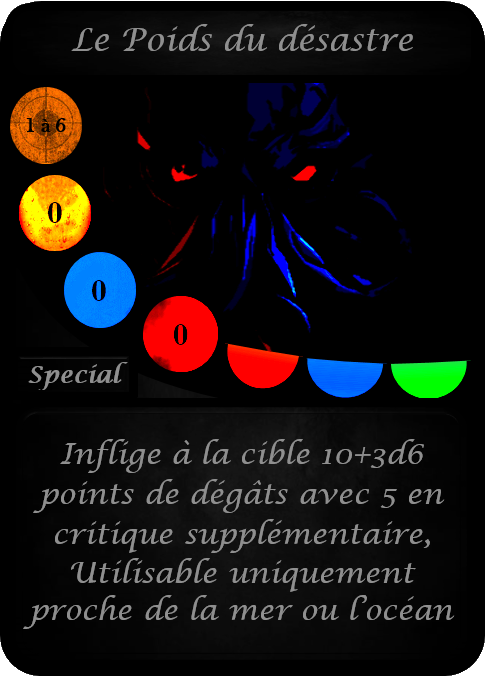 Le Poids du désastre
1 à 6
0
0
0
Special
Inflige à la cible 10+3d6
points de dégâts avec 5 en
critique supplémentaire,
Utilisable uniquement
proche de la mer ou l'océan